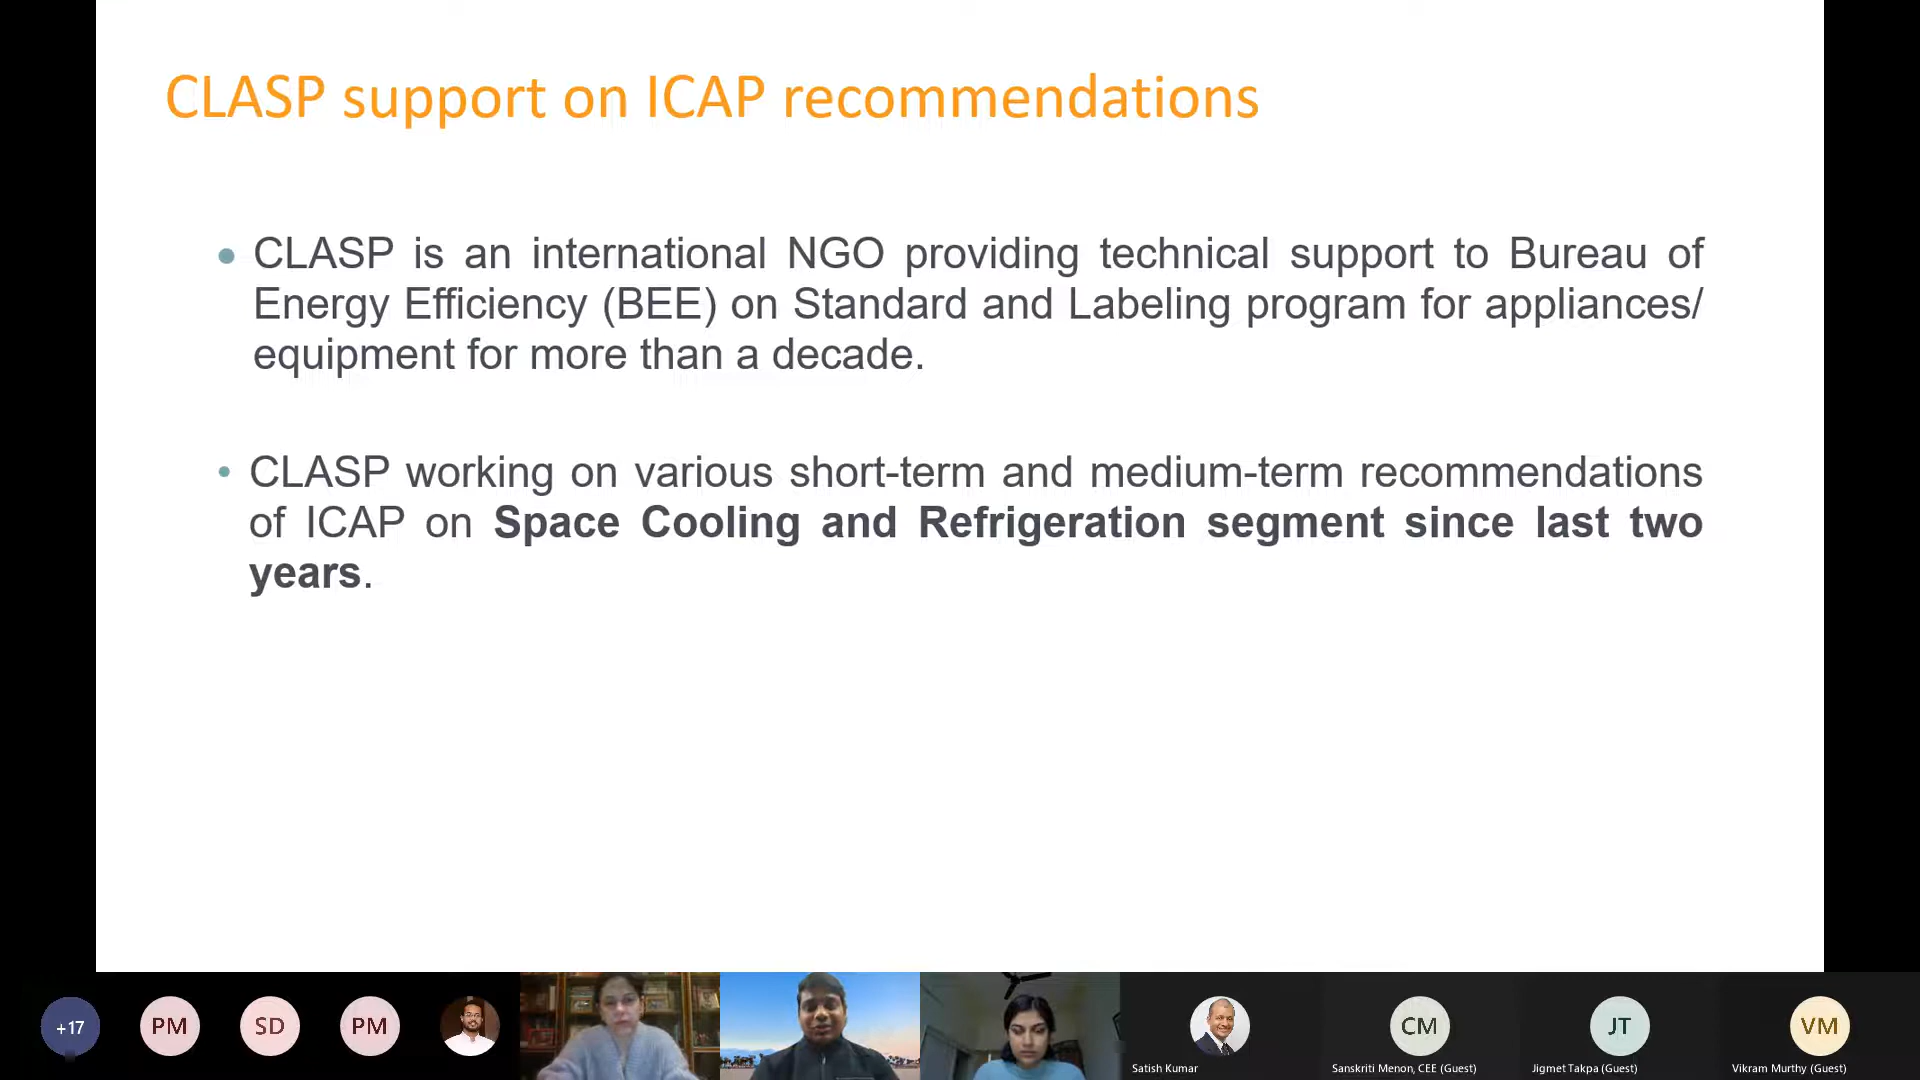 CLASP support on ICAP recommendations
• CLASP is an international NGO providing technical support to Bureau of
Energy Efficiency (BEE) on Standard and Labeling program for appliances/
equipment for more than a decade.
• CLASP working on various short-term and medium-term recommendations
of ICAP on Space Cooling and Refrigeration segment since last two
years.
+17
PM
SD
PM
CM
JT
VM
Satish Kumar
Sanskriti Menon, CEE (Guest)
Jigmet Takpa (Guest)
Vikram Murthy (Guest)